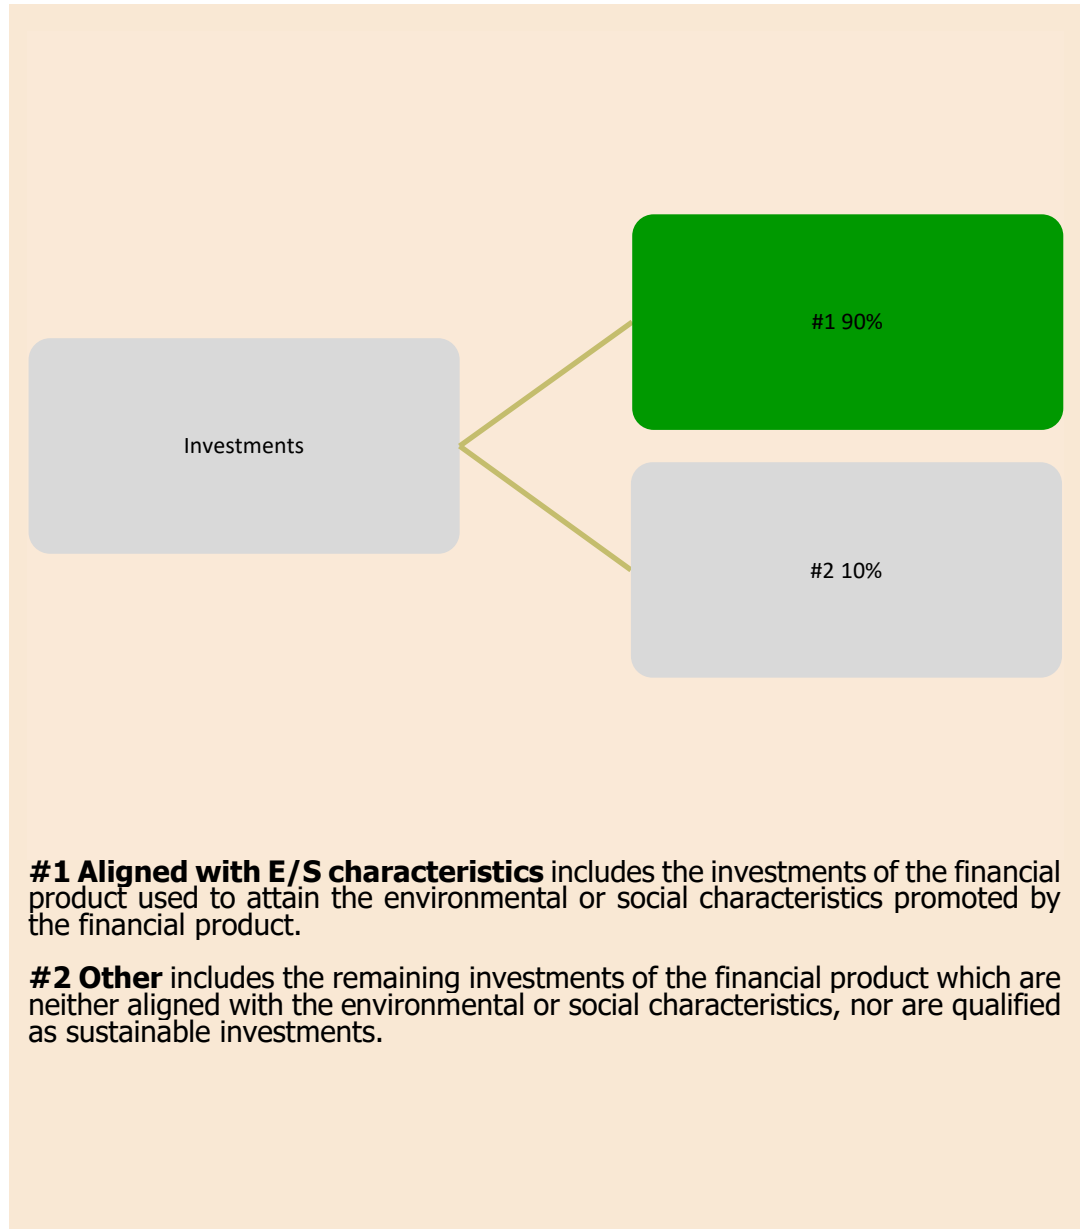 #1 90%
Investments
#2 10%
#1 Aligned with E/S characteristics includes the investments of the financial
product used to attain the environmental or social characteristics promoted by
the financial product.
#2 Other includes the remaining investments of the financial product which are
neither aligned with the environmental or social characteristics, nor are qualified
as sustainable investments.